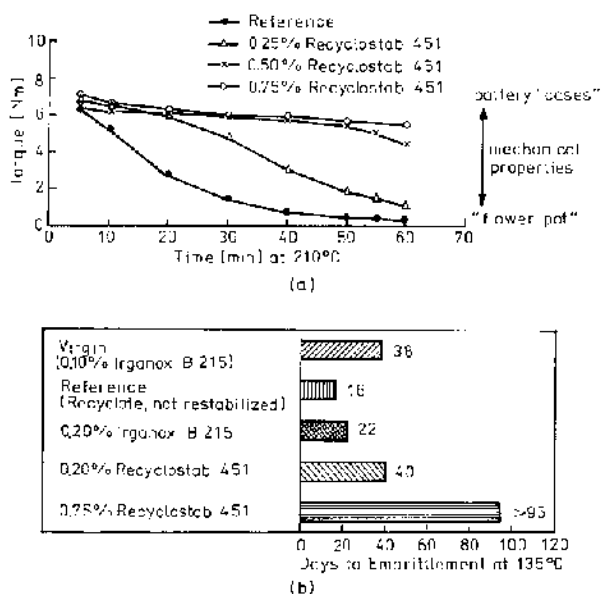 Reference
0,25% Recyclostab 451
0,50% Recyclostab 451
0,75% Recyclostab 451
Torque [Nm]
10
8
6
4
2
0
0 10 20 30 40 50 60 70
Time [min] at 210°C
battery "cases"
mechanical
properties
"flower pot"
(a)
Virgin
(0,10% Irganox B 215)
38
Reference
(Recyclate, not restabilized)
16
0,20% Irganox B 215
22
0,20% Recyclostab 451
40
0,75% Recyclostab 451
>95
0 20 40 60 80 100 120
Days to Embrittlement at 135°C
(b)